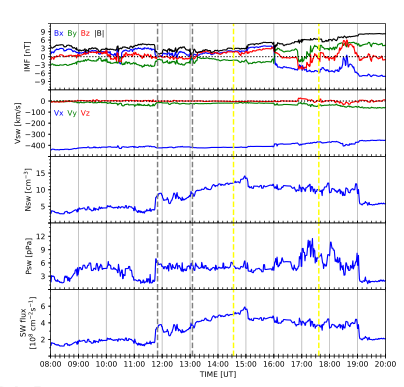 Bx By Bz |B|
9
6
3
0
−3
−6
−9
IMF [nT]
0
−100
−200
−300
−400
Vsw [km/s]
Vx Vy Vz
15
10
5
Nsw [cm⁻³]
12
9
6
3
Psw [pPa]
6
4
2
SW flux
[10⁸ cm⁻²s⁻¹]
08:00 09:00 10:00 11:00 12:00 13:00 14:00 15:00 16:00 17:00 18:00 19:00 20:00
TIME [UT]